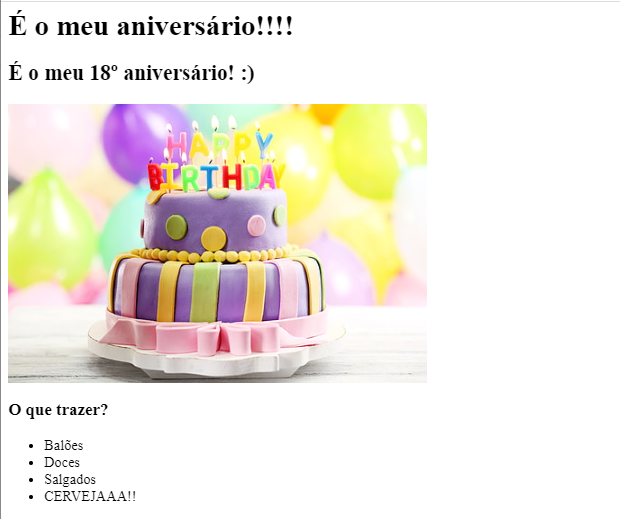 É o meu aniversário!!!!
É o meu 18º aniversário! :)
HAPPY
BIRTHDAY
O que trazer?
Balões
Doces
Salgados
CERVEJAAA!!